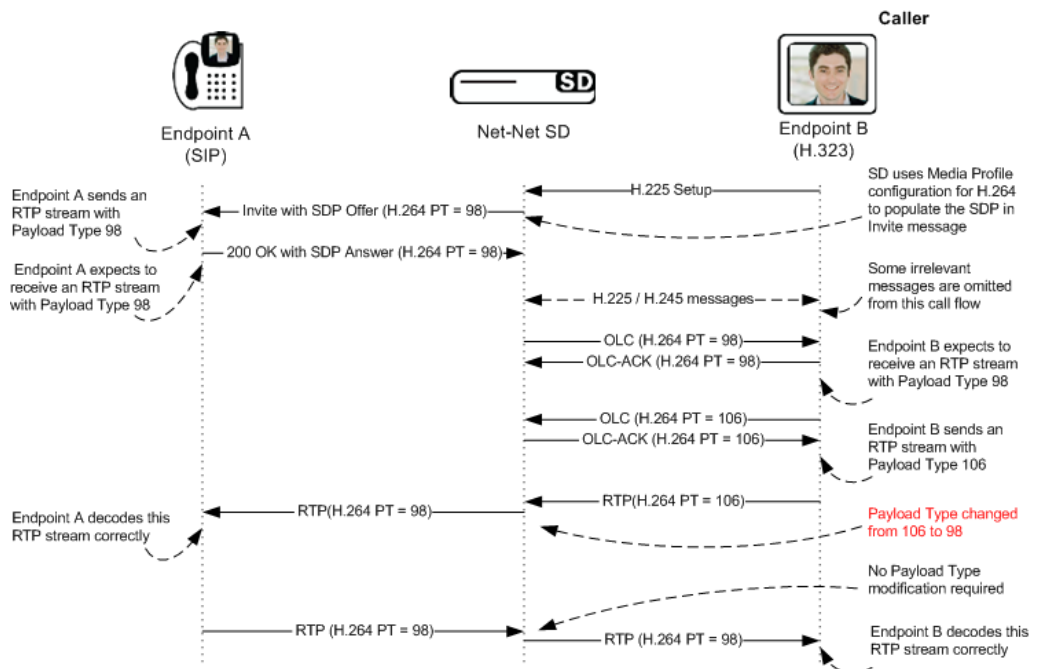 Caller
SD
Endpoint A
(SIP)
Net-Net SD
Endpoint B
(H.323)
Endpoint A sends an
RTP stream with
Payload Type 98
H.225 Setup
SD uses Media Profile
configuration for H.264
to populate the SDP in
Invite message
Invite with SDP Offer (H.264 PT = 98)
200 OK with SDP Answer (H.264 PT = 98)
Endpoint A expects to
receive an RTP stream
with Payload Type 98
Some irrelevant
messages are omitted
from this call flow
H.225 / H.245 messages
OLC (H.264 PT = 98)
OLC-ACK (H.264 PT = 98)
Endpoint B expects to
receive an RTP stream
with Payload Type 98
OLC (H.264 PT = 106)
OLC-ACK (H.264 PT = 106)
Endpoint B sends an
RTP stream with
Payload Type 106
RTP(H.264 PT = 106)
RTP(H.264 PT = 98)
Endpoint A decodes this
RTP stream correctly
Payload Type changed
from 106 to 98
No Payload Type
modification required
RTP (H.264 PT = 98)
RTP (H.264 PT = 98)
Endpoint B decodes this
RTP stream correctly